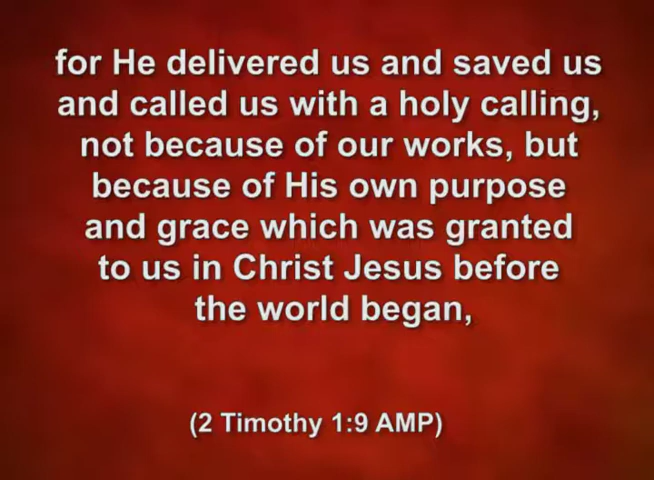 for He delivered us and saved us
and called us with a holy calling,
not because of our works, but
because of His own purpose
and grace which was granted
to us in Christ Jesus before
the world began,
(2 Timothy 1:9 AMP)